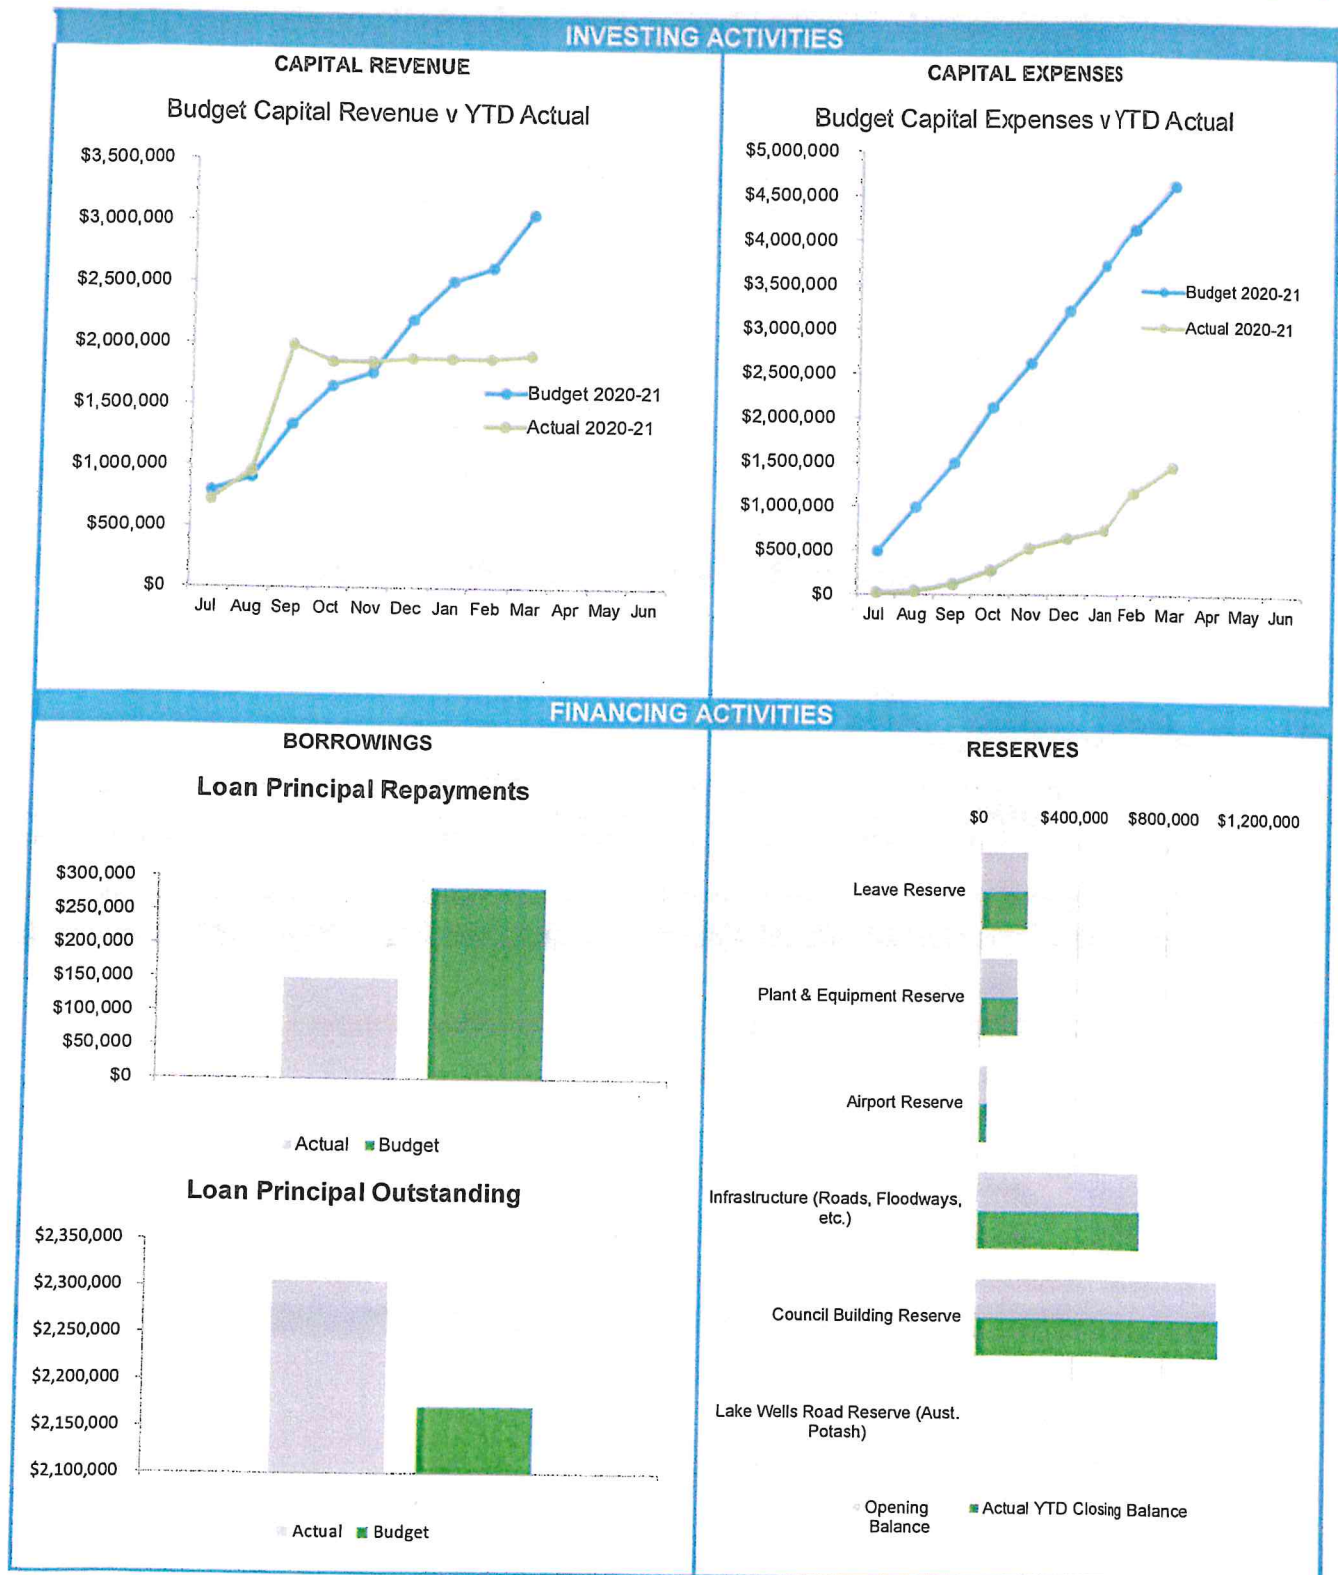 INVESTING ACTIVITIES
CAPITAL REVENUE
Budget Capital Revenue v YTD Actual
$3,500,000
$3,000,000
$2,500,000
$2,000,000
$1,500,000
$1,000,000
$500,000
$0
Jul Aug Sep Oct Nov Dec Jan Feb Mar Apr May Jun
Budget 2020-21
Actual 2020-21
CAPITAL EXPENSES
Budget Capital Expenses v YTD Actual
$5,000,000
$4,500,000
$4,000,000
$3,500,000
$3,000,000
$2,500,000
$2,000,000
$1,500,000
$1,000,000
$500,000
$0
Jul Aug Sep Oct Nov Dec Jan Feb Mar Apr May Jun
Budget 2020-21
Actual 2020-21
FINANCING ACTIVITIES
BORROWINGS
Loan Principal Repayments
$300,000
$250,000
$200,000
$150,000
$100,000
$50,000
$0
Actual Budget
Loan Principal Outstanding
$2,350,000
$2,300,000
$2,250,000
$2,200,000
$2,150,000
$2,100,000
Actual Budget
RESERVES
$0 $400,000 $800,000 $1,200,000
Leave Reserve
Plant & Equipment Reserve
Airport Reserve
Infrastructure (Roads, Floodways,
etc.)
Council Building Reserve
Lake Wells Road Reserve (Aust.
Potash)
Opening
Balance
Actual YTD Closing Balance